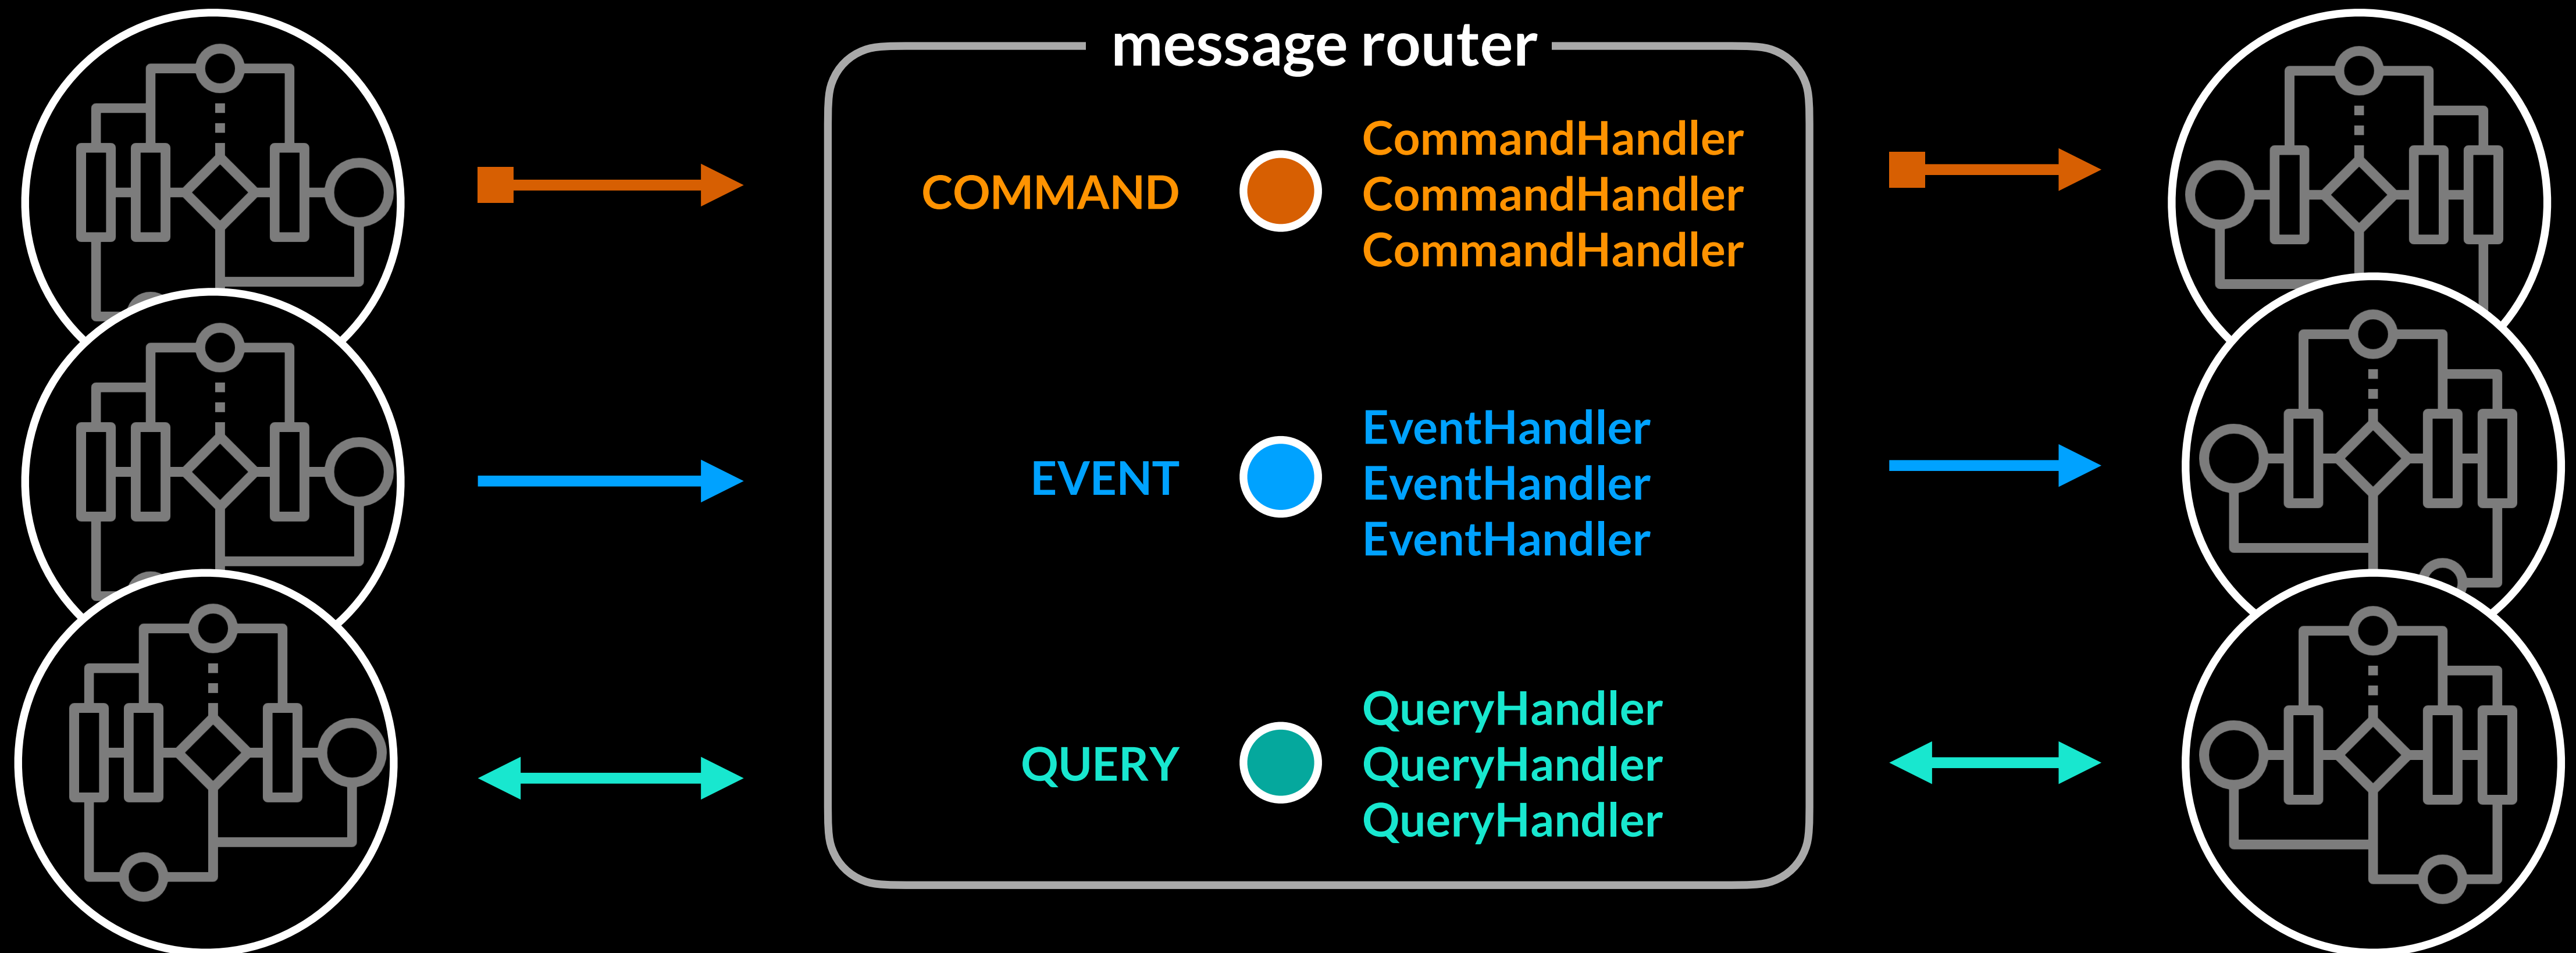 message router
COMMAND
CommandHandler
CommandHandler
CommandHandler
EVENT
EventHandler
EventHandler
EventHandler
QUERY
QueryHandler
QueryHandler
QueryHandler